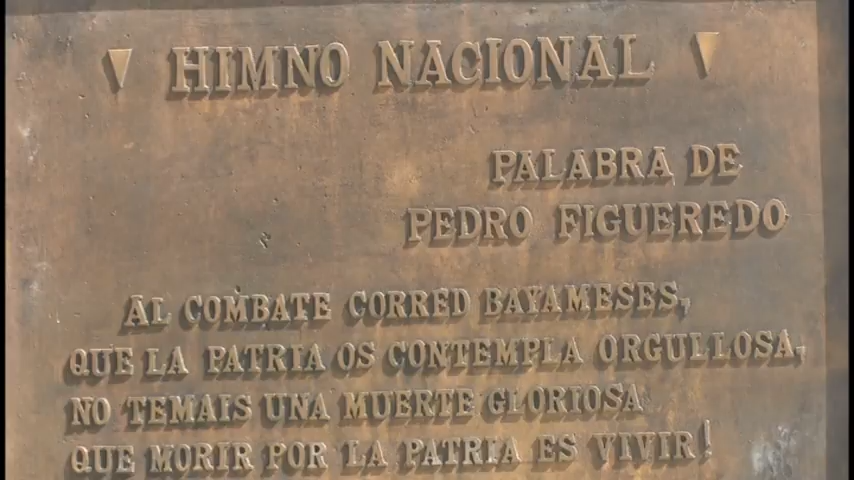 HIMNO NACIONAL
PALABRA DE
PEDRO FIGUEREDO
AL COMBATE CORRED BAYAMESES,
QUE LA PATRIA OS CONTEMPLA ORGULLOSA,
NO TEMAIS UNA MUERTE GLORIOSA
QUE MORIR POR LA PATRIA ES VIVIR!